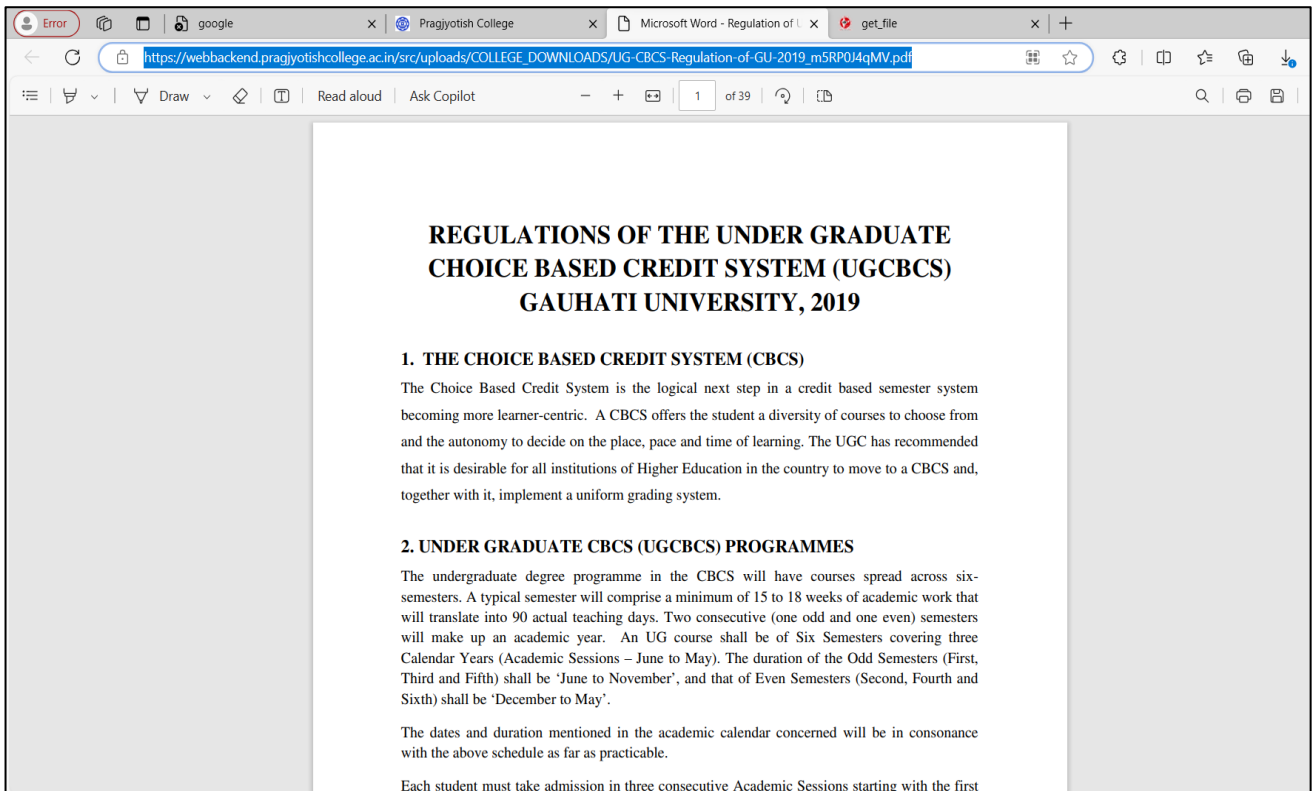 Error
google
Pragjyotish College
Microsoft Word - Regulation of U
get_file
https://webbackend.pragjyotishcollege.ac.in/src/uploads/COLLEGE_DOWNLOADS/UG-CBCS-Regulation-of-GU-2019_m5RP0J4qMV.pdf
Draw
Read aloud
Ask Copilot
1 of 39
REGULATIONS OF THE UNDER GRADUATE
CHOICE BASED CREDIT SYSTEM (UGCBCS)
GAUHATI UNIVERSITY, 2019
1. THE CHOICE BASED CREDIT SYSTEM (CBCS)
The Choice Based Credit System is the logical next step in a credit based semester system
becoming more learner-centric. A CBCS offers the student a diversity of courses to choose from
and the autonomy to decide on the place, pace and time of learning. The UGC has recommended
that it is desirable for all institutions of Higher Education in the country to move to a CBCS and,
together with it, implement a uniform grading system.
2. UNDER GRADUATE CBCS (UGCBCS) PROGRAMMES
The undergraduate degree programme in the CBCS will have courses spread across six-
semesters. A typical semester will comprise a minimum of 15 to 18 weeks of academic work that
will translate into 90 actual teaching days. Two consecutive (one odd and one even) semesters
will make up an academic year. An UG course shall be of Six Semesters covering three
Calendar Years (Academic Sessions – June to May). The duration of the Odd Semesters (First,
Third and Fifth) shall be ‘June to November’, and that of Even Semesters (Second, Fourth and
Sixth) shall be ‘December to May’.
The dates and duration mentioned in the academic calendar concerned will be in consonance
with the above schedule as far as practicable.
Each student must take admission in three consecutive Academic Sessions starting with the first